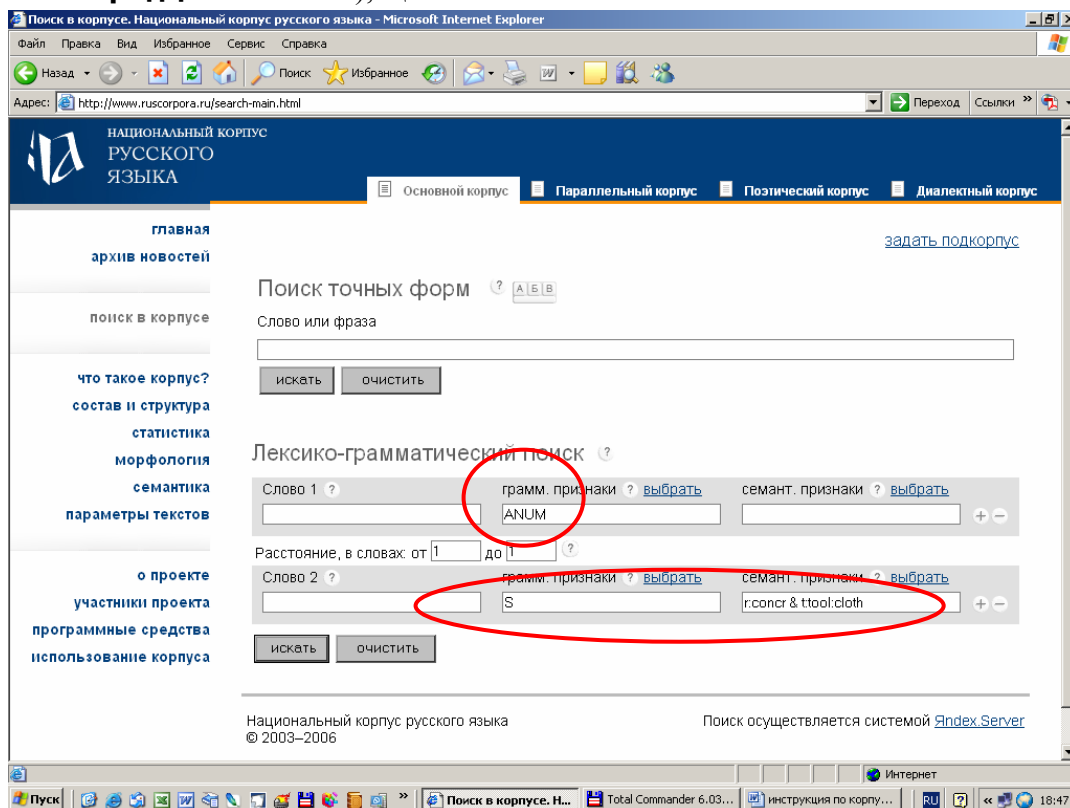 Поиск в корпусе. Национальный корпус русского языка - Microsoft Internet Explorer
Файл Правка Вид Избранное Сервис Справка
Назад Поиск Избранное
Адрес: http://www.ruscorpora.ru/search-main.html Переход Ссылки »
НАЦИОНАЛЬНЫЙ КОРПУС
РУССКОГО
ЯЗЫКА
Основной корпус Параллельный корпус Поэтический корпус Диалектный корпус
главная
задать подкорпус
архив новостей
Поиск точных форм ? А Б В
поиск в корпусе
Слово или фраза
что такое корпус?
искать очистить
состав и структура
статистика
Лексико-грамматический поиск ?
морфология
семантика
Слово 1 ? грамм. признаки ? выбрать семант. признаки ? выбрать
параметры текстов
ANUM + −
Расстояние, в словах: от 1 до 1 ?
о проекте
Слово 2 ? грамм. признаки ? выбрать семант. признаки ? выбрать
участники проекта
S r:concr & t:tool:cloth + −
программные средства
использование корпуса
искать очистить
Национальный корпус русского языка Поиск осуществляется системой Яndex.Server
© 2003–2006
Интернет
Пуск » Поиск в корпусе. Н... Total Commander 6.03... инструкция по корпу... RU ? « 18:47